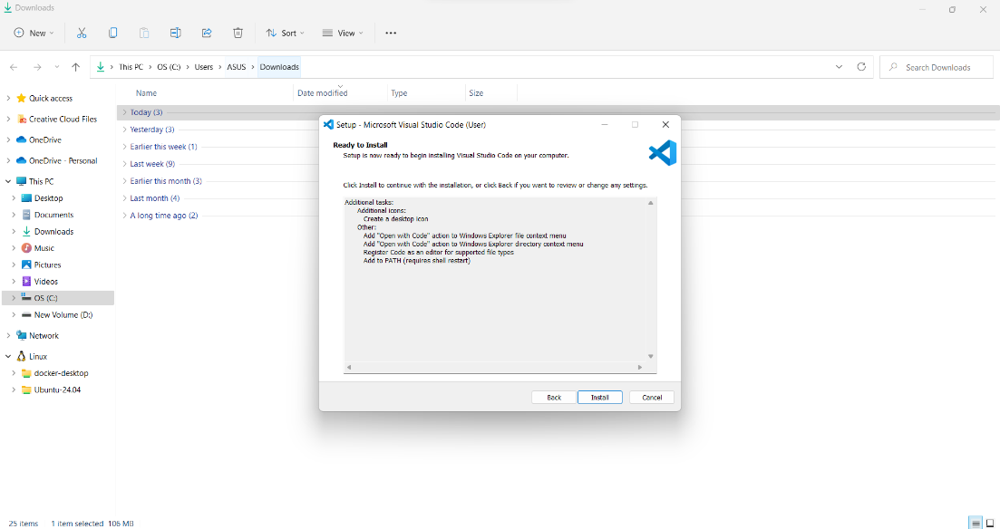 Downloads
New
Sort
View
This PC > OS (C:) > Users > ASUS > Downloads
Search Downloads
Name Date modified Type Size
Quick access
Creative Cloud Files
OneDrive
OneDrive - Personal
This PC
Desktop
Documents
Downloads
Music
Pictures
Videos
OS (C:)
New Volume (D:)
Network
Linux
docker-desktop
Ubuntu-24.04
Today (3)
Yesterday (3)
Earlier this week (1)
Last week (9)
Earlier this month (3)
Last month (4)
A long time ago (2)
Setup - Microsoft Visual Studio Code (User)
Ready to Install
Setup is now ready to begin installing Visual Studio Code on your computer.
Click Install to continue with the installation, or click Back if you want to review or change any settings.
Additional tasks:
Additional icons:
Create a desktop icon
Other:
Add "Open with Code" action to Windows Explorer file context menu
Add "Open with Code" action to Windows Explorer directory context menu
Register Code as an editor for supported file types
Add to PATH (requires shell restart)
Back Install Cancel
25 items 1 item selected 106 MB